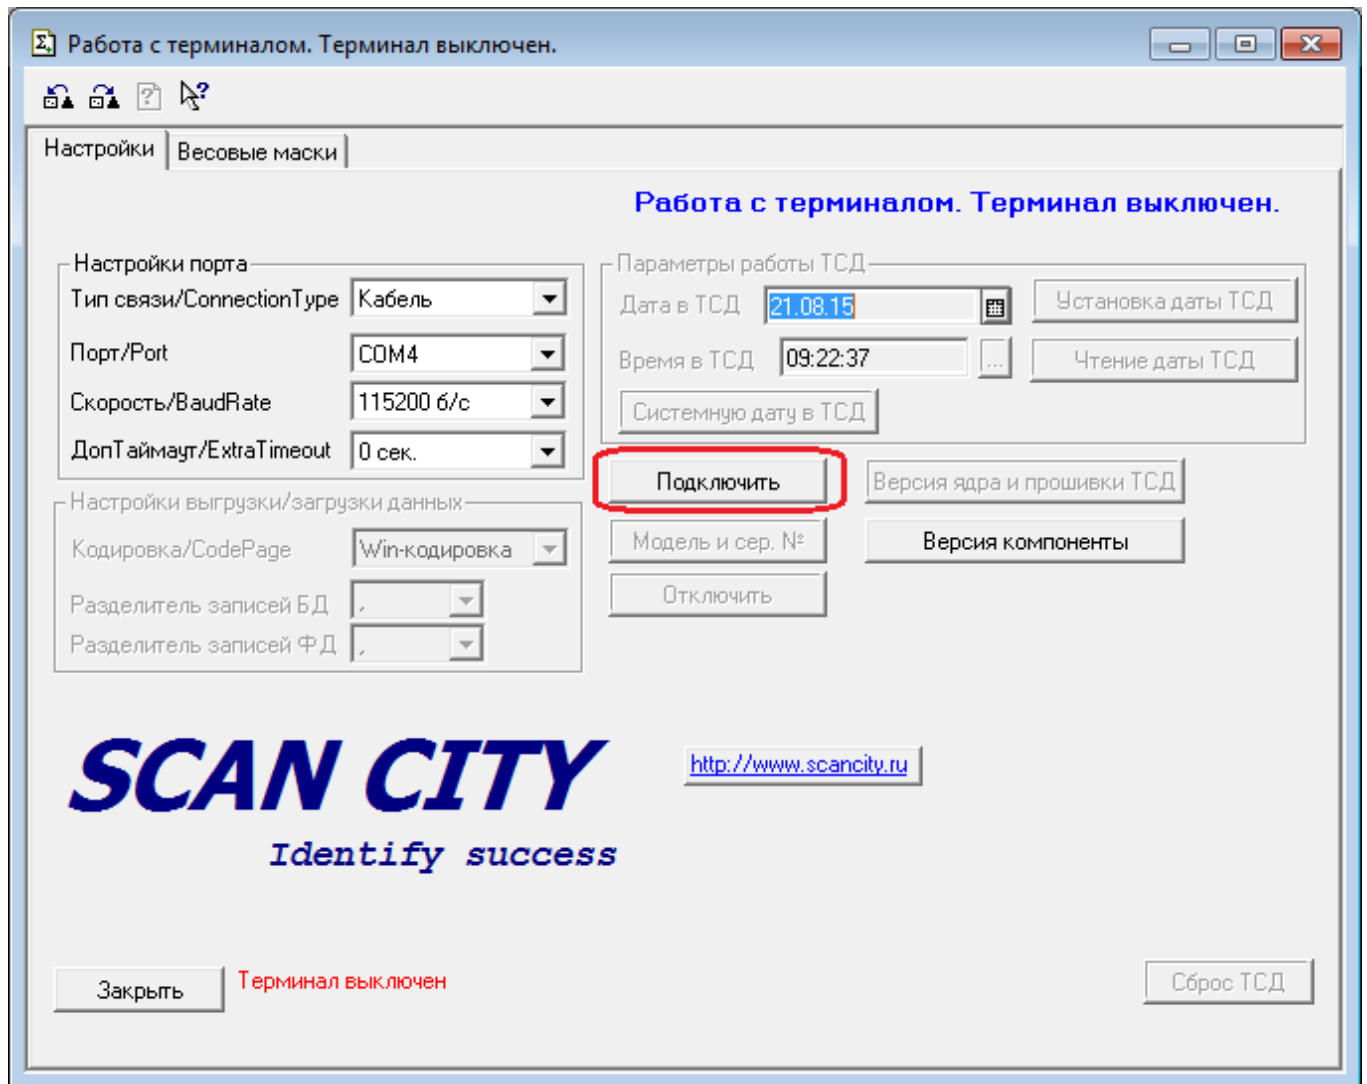 Работа с терминалом. Терминал выключен.
Настройки
Весовые маски
Работа с терминалом. Терминал выключен.
Настройки порта
Тип связи/ConnectionType
Кабель
Порт/Port
COM4
Скорость/BaudRate
115200 б/с
ДопТаймаут/ExtraTimeout
0 сек.
Параметры работы ТСД
Дата в ТСД
21.08.15
Установка даты ТСД
Время в ТСД
09:22:37
...
Чтение даты ТСД
Системную дату в ТСД
Подключить
Версия ядра и прошивки ТСД
Настройки выгрузки/загрузки данных
Кодировка/CodePage
Win-кодировка
Модель и сер. №
Версия компоненты
Разделитель записей БД
,
Отключить
Разделитель записей ФД
,
SCAN CITY
Identify success
http://www.scancity.ru
Закрыть
Терминал выключен
Сброс ТСД